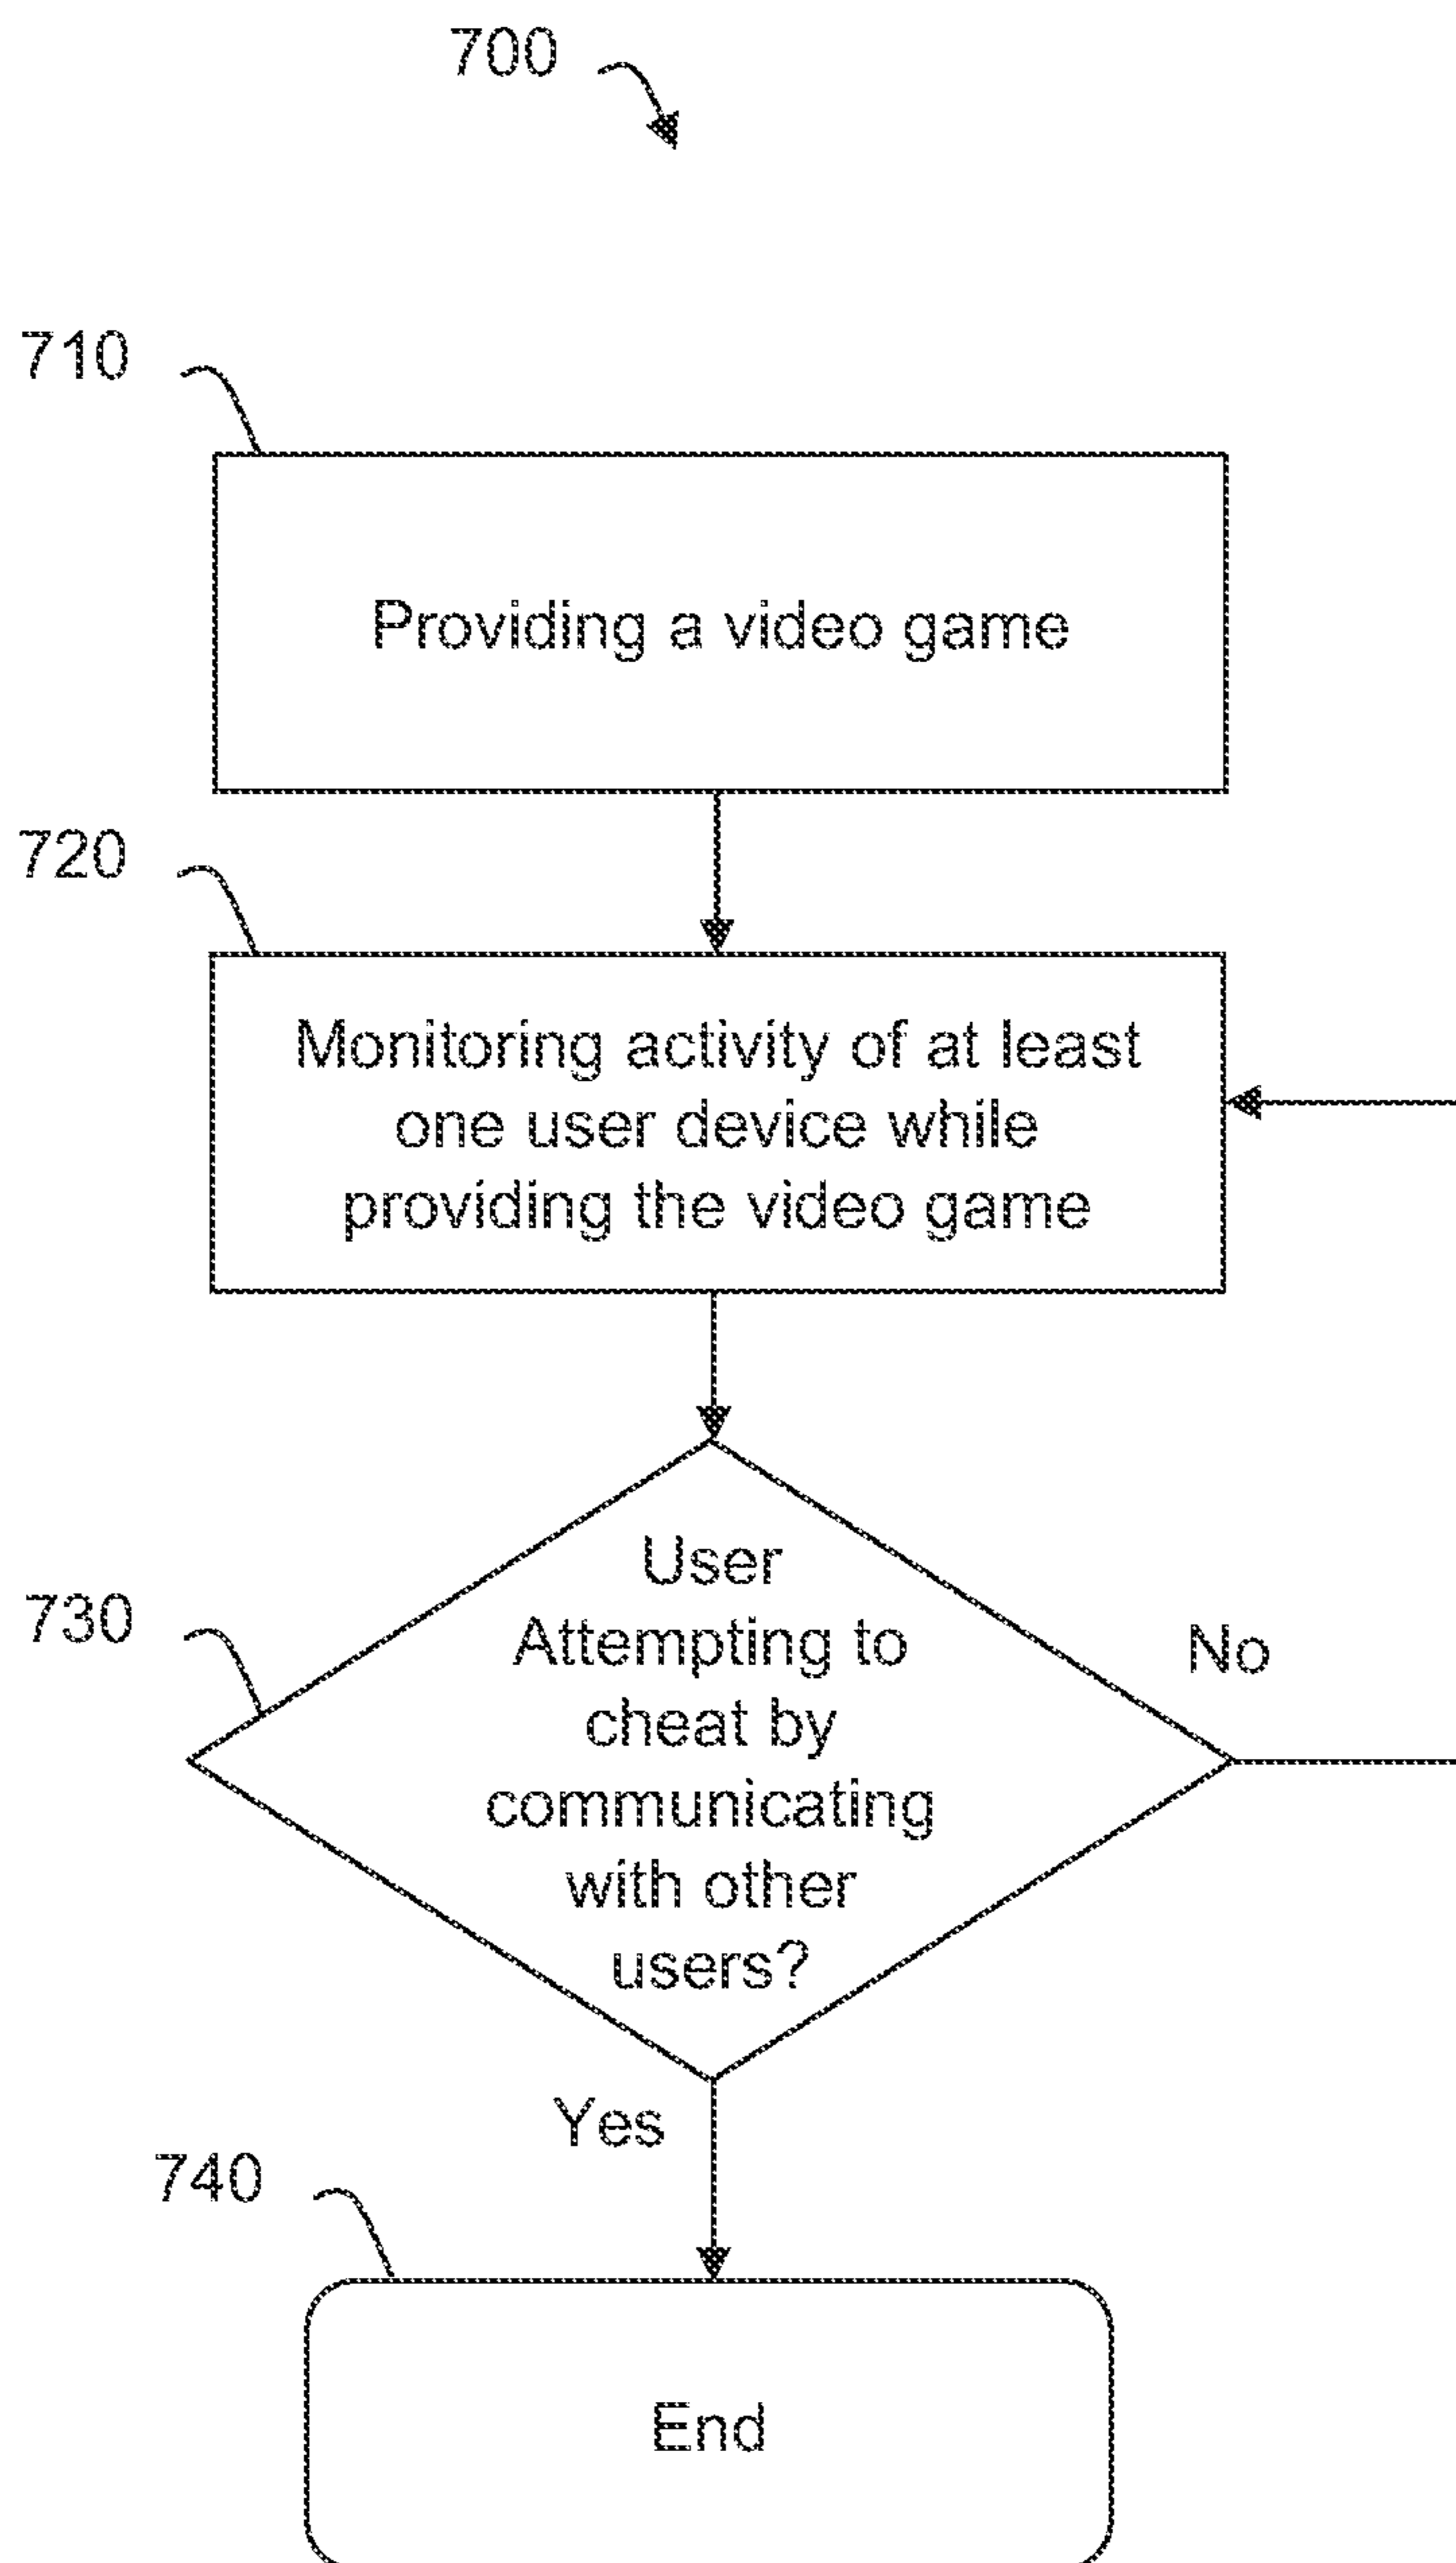 700
710
Providing a video game
720
Monitoring activity of at least
one user device while
providing the video game
730
User
Attempting to
cheat by
communicating
with other
users?
No
Yes
740
End